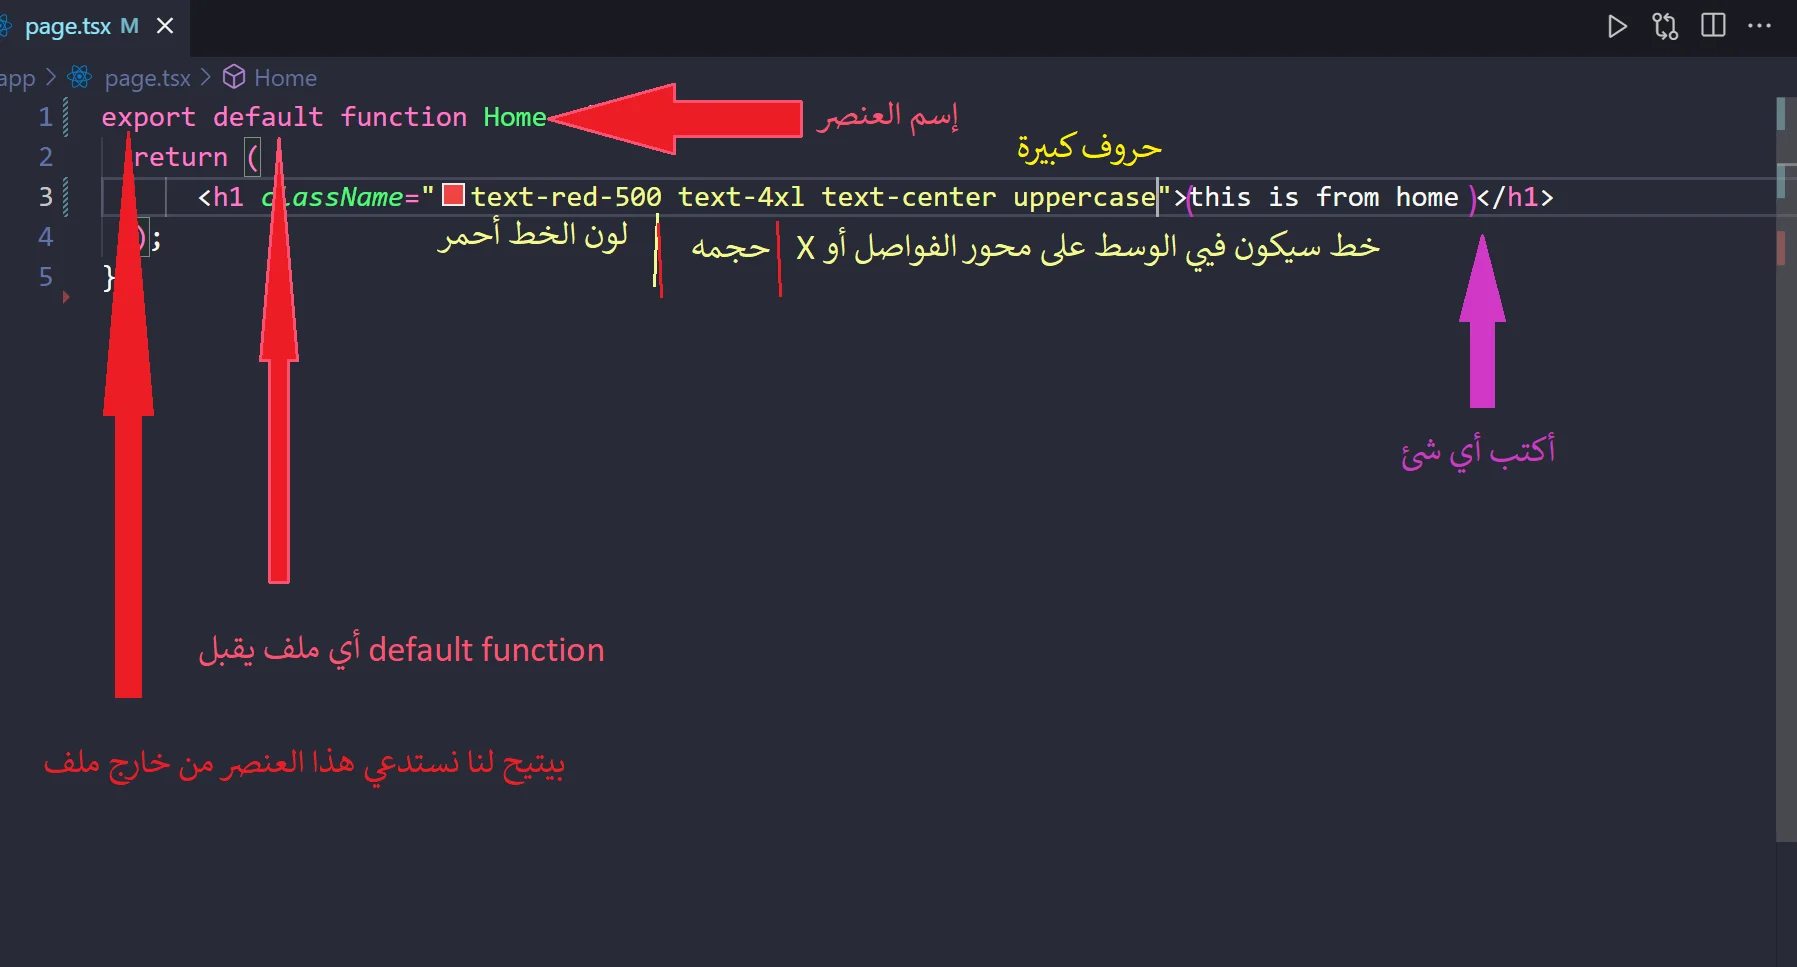 page.tsx M
app > page.tsx > Home
1 export default function Home إسم العنصر
2 return (
حروف كبيرة
3 <h1 className="text-red-500 text-4xl text-center uppercase">(this is from home )</h1>
4 );
لون الخط أحمر
حجمه
خط سيكون فيي الوسط على محور الفواصل أو X
5 }
أكتب أي شئ
أي ملف يقبل default function
بيتيح لنا نستدعي هذا العنصر من خارج ملف